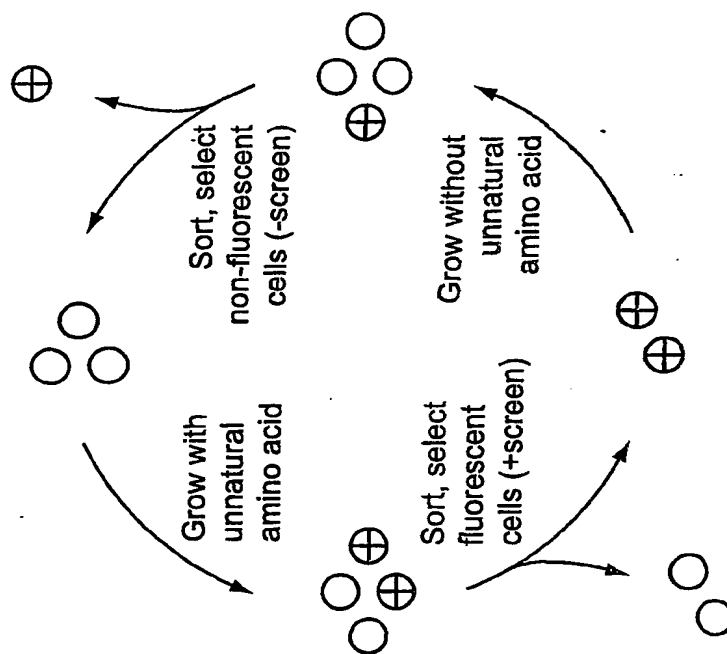 Grow with
unnatural
amino acid
Sort, select
fluorescent
cells (+screen)
Grow without
unnatural
amino acid
Sort, select
non-fluorescent
cells (-screen)